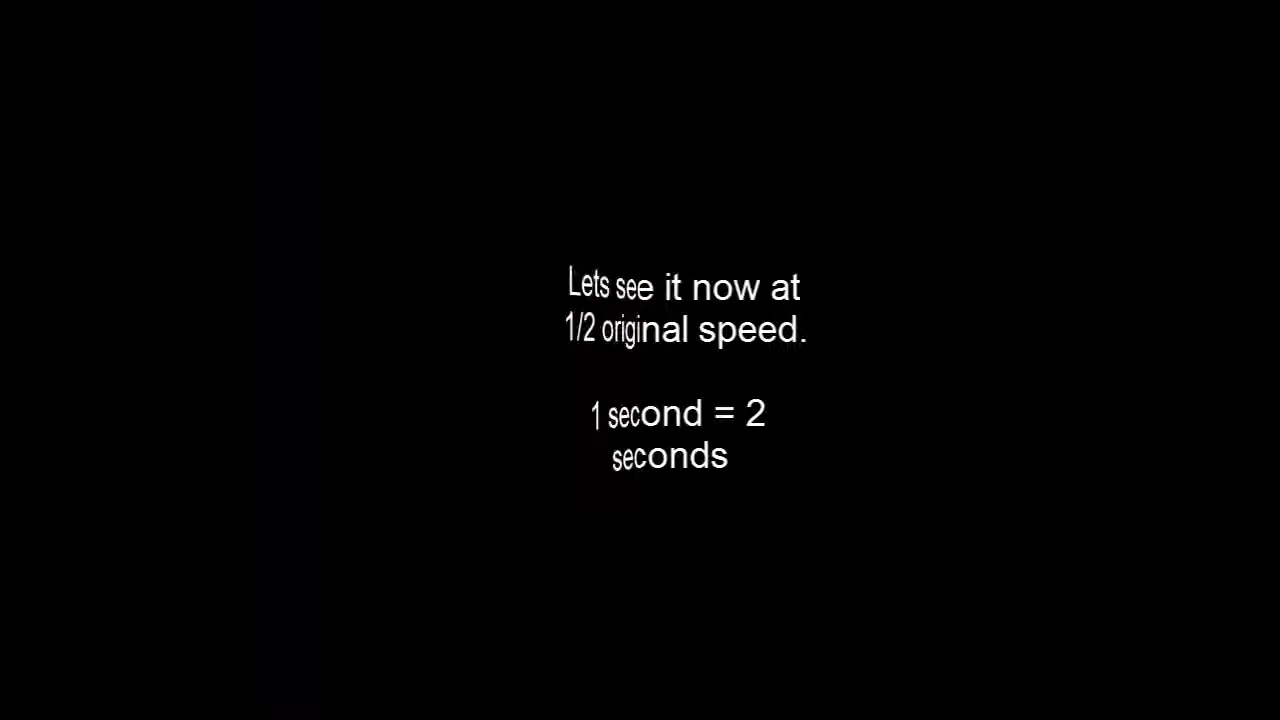 Lets see it now at
1/2 original speed.
1 second = 2
seconds